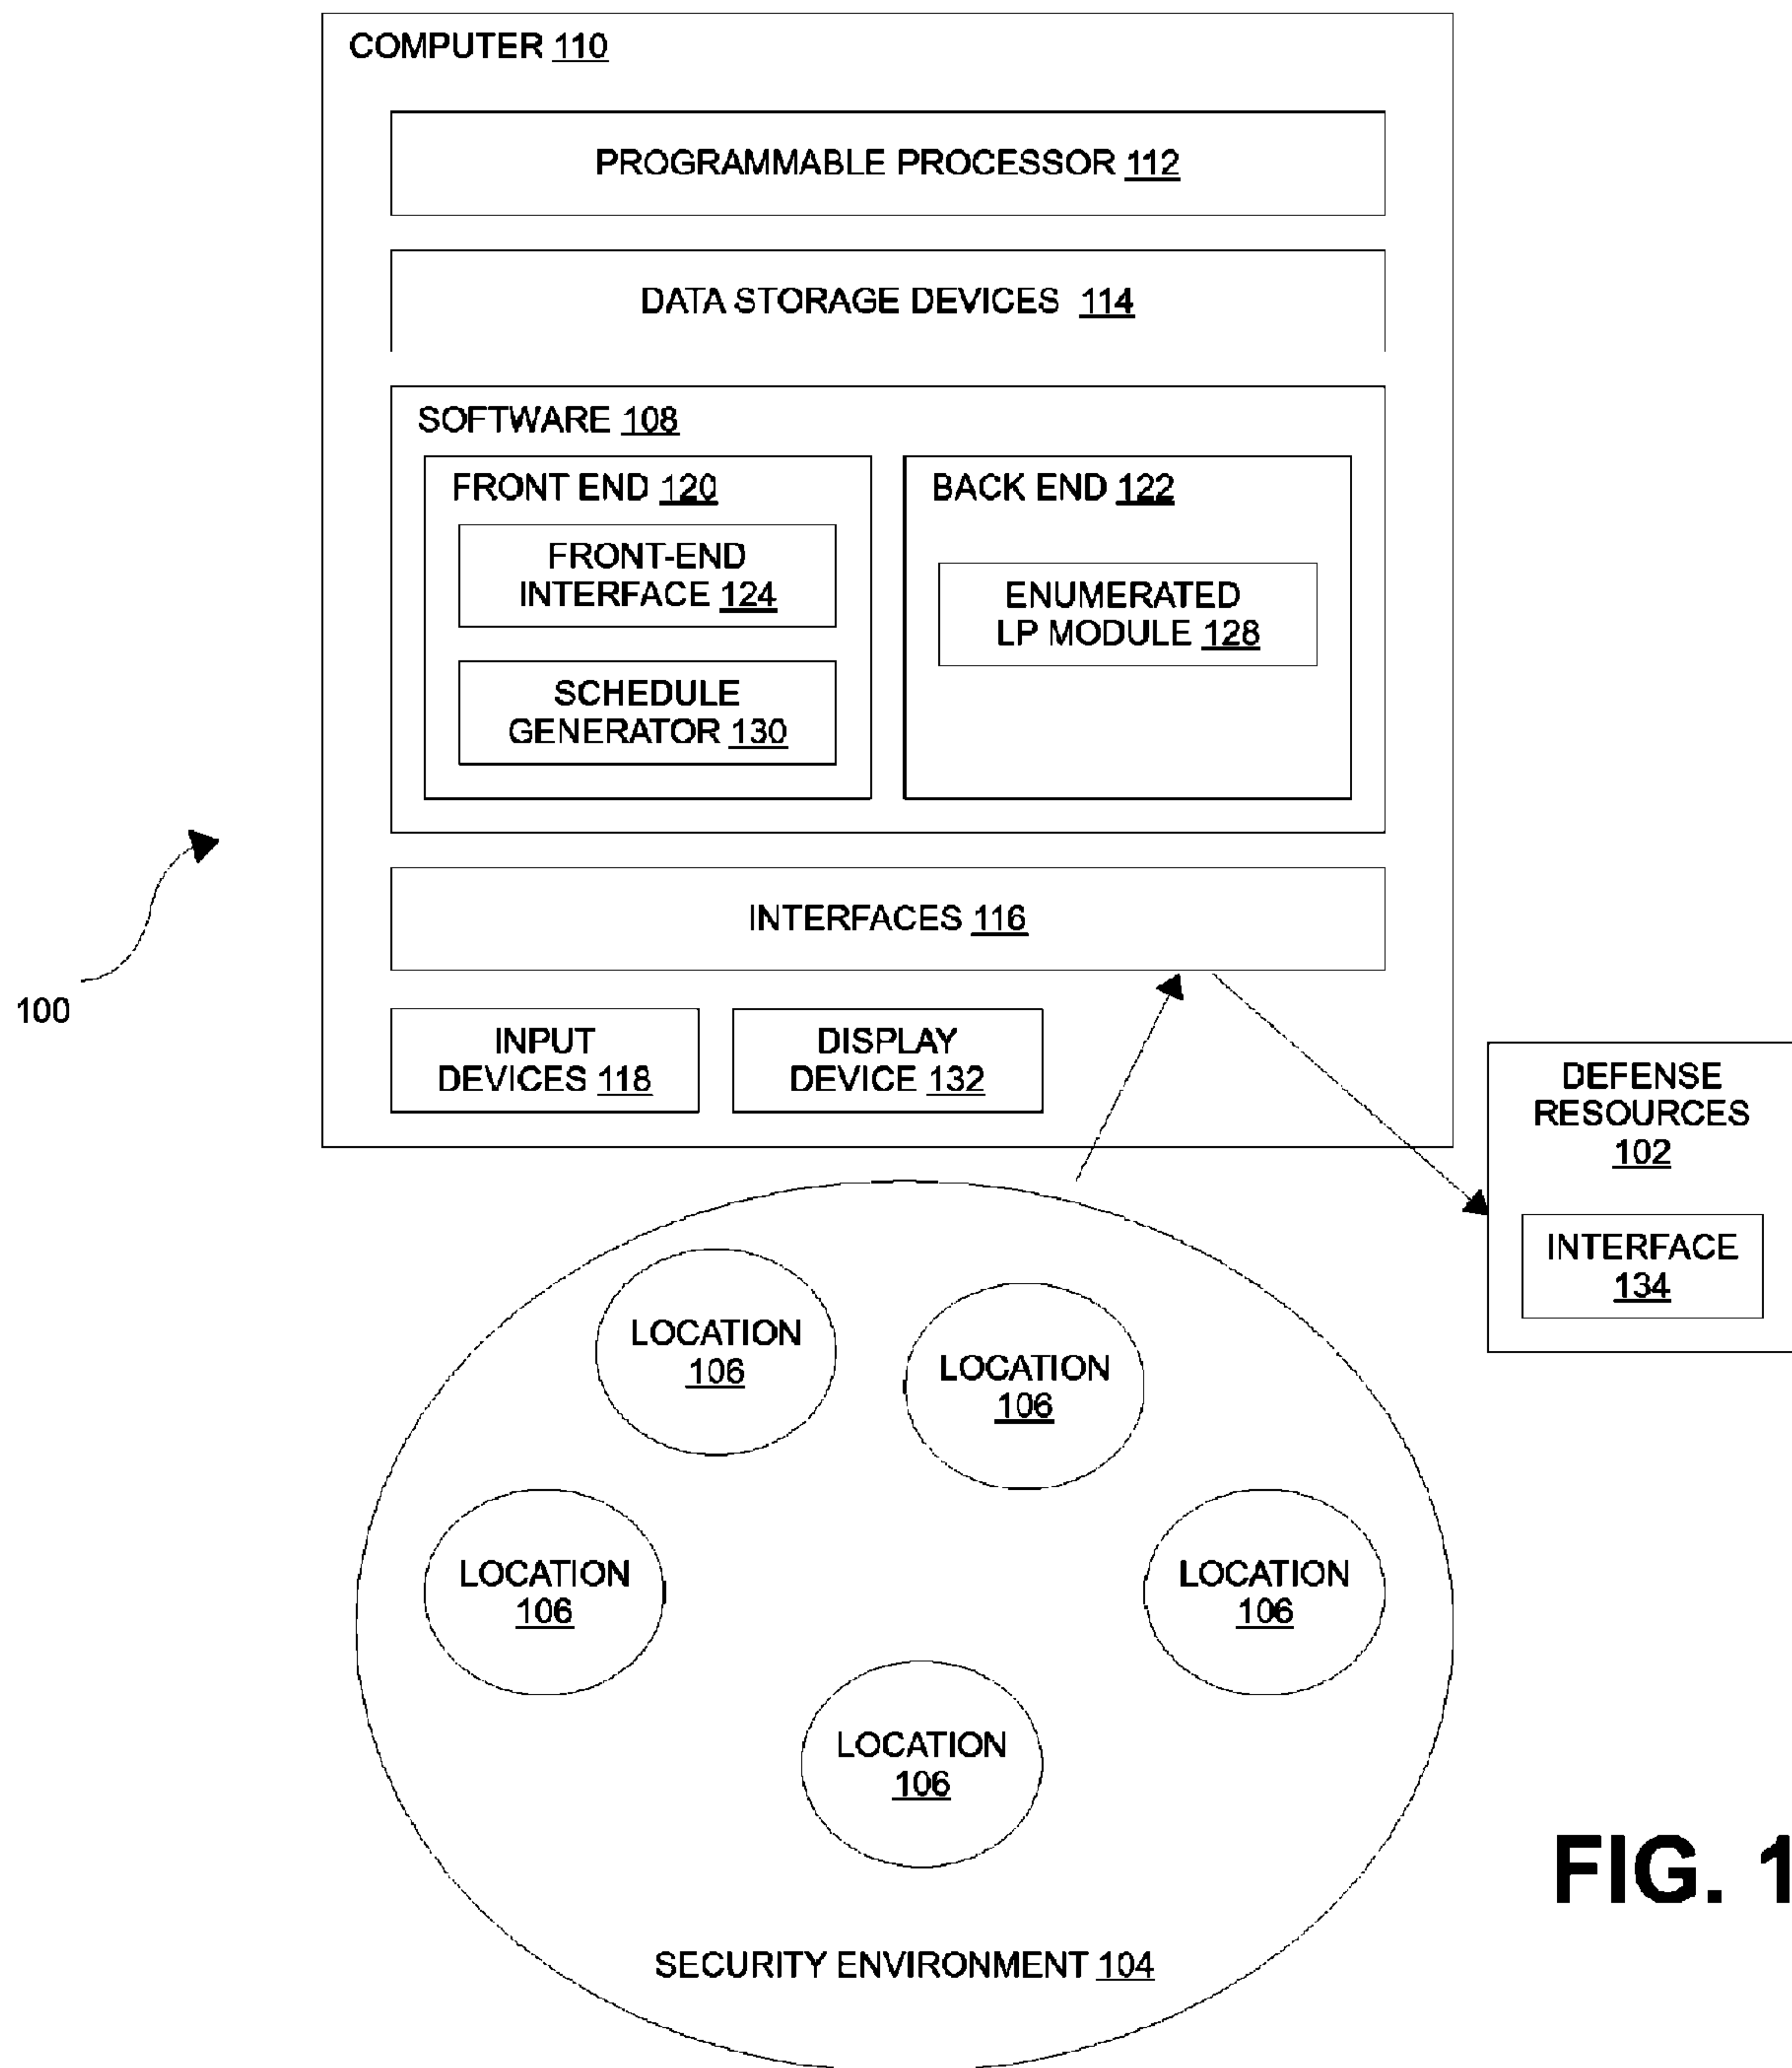 COMPUTER 110
PROGRAMMABLE PROCESSOR 112
DATA STORAGE DEVICES 114
SOFTWARE 108
FRONT END 120
FRONT-END
INTERFACE 124
SCHEDULE
GENERATOR 130
BACK END 122
ENUMERATED
LP MODULE 128
INTERFACES 116
100
INPUT
DEVICES 118
DISPLAY
DEVICE 132
DEFENSE
RESOURCES
102
INTERFACE
134
LOCATION
106
LOCATION
106
LOCATION
106
LOCATION
106
LOCATION
106
SECURITY ENVIRONMENT 104
FIG. 1